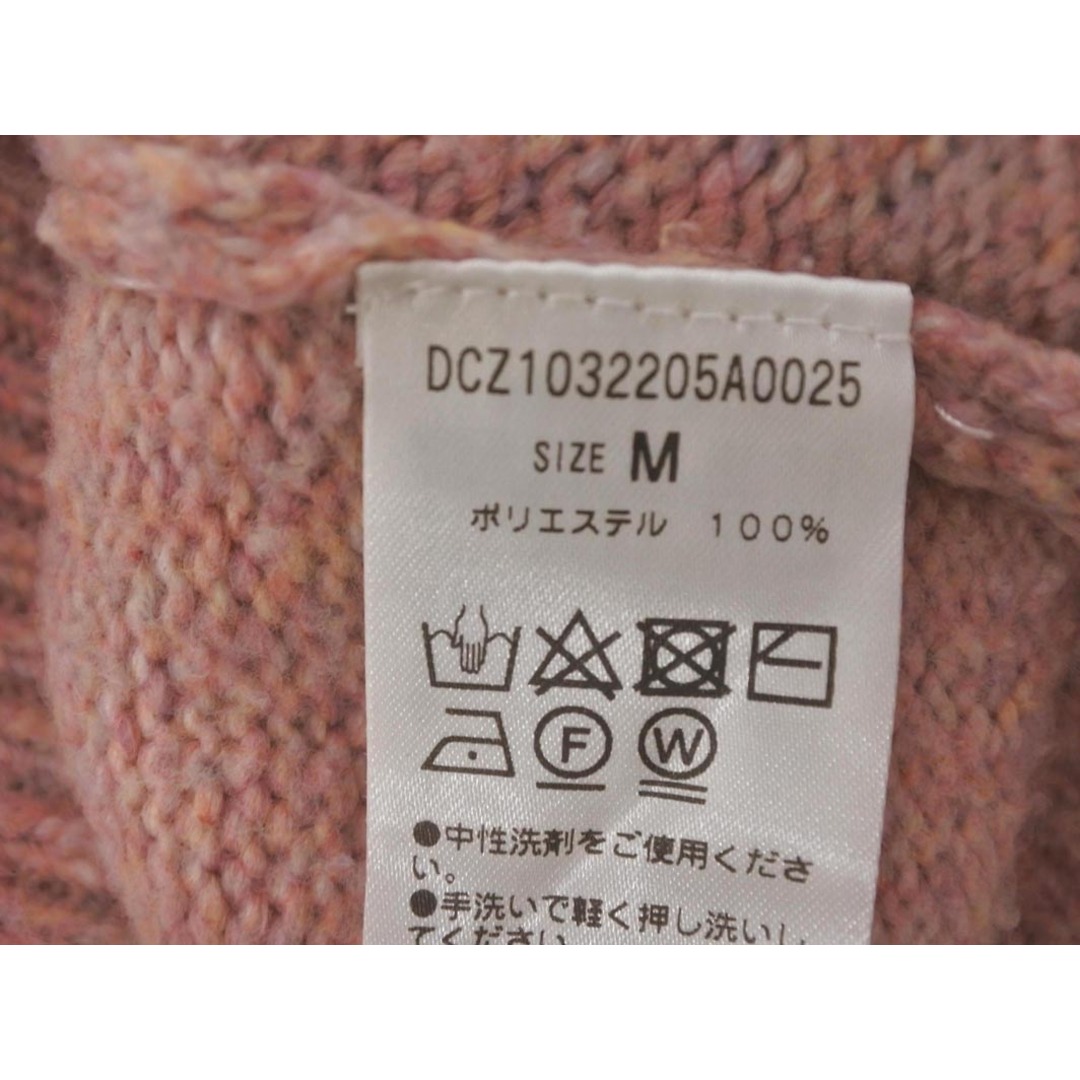 DCZ1032205A0025
SIZE M
ポリエステル 100%
F W
●中性洗剤をご使用くださ
い。
●手洗いで軽く押し洗いし
てください